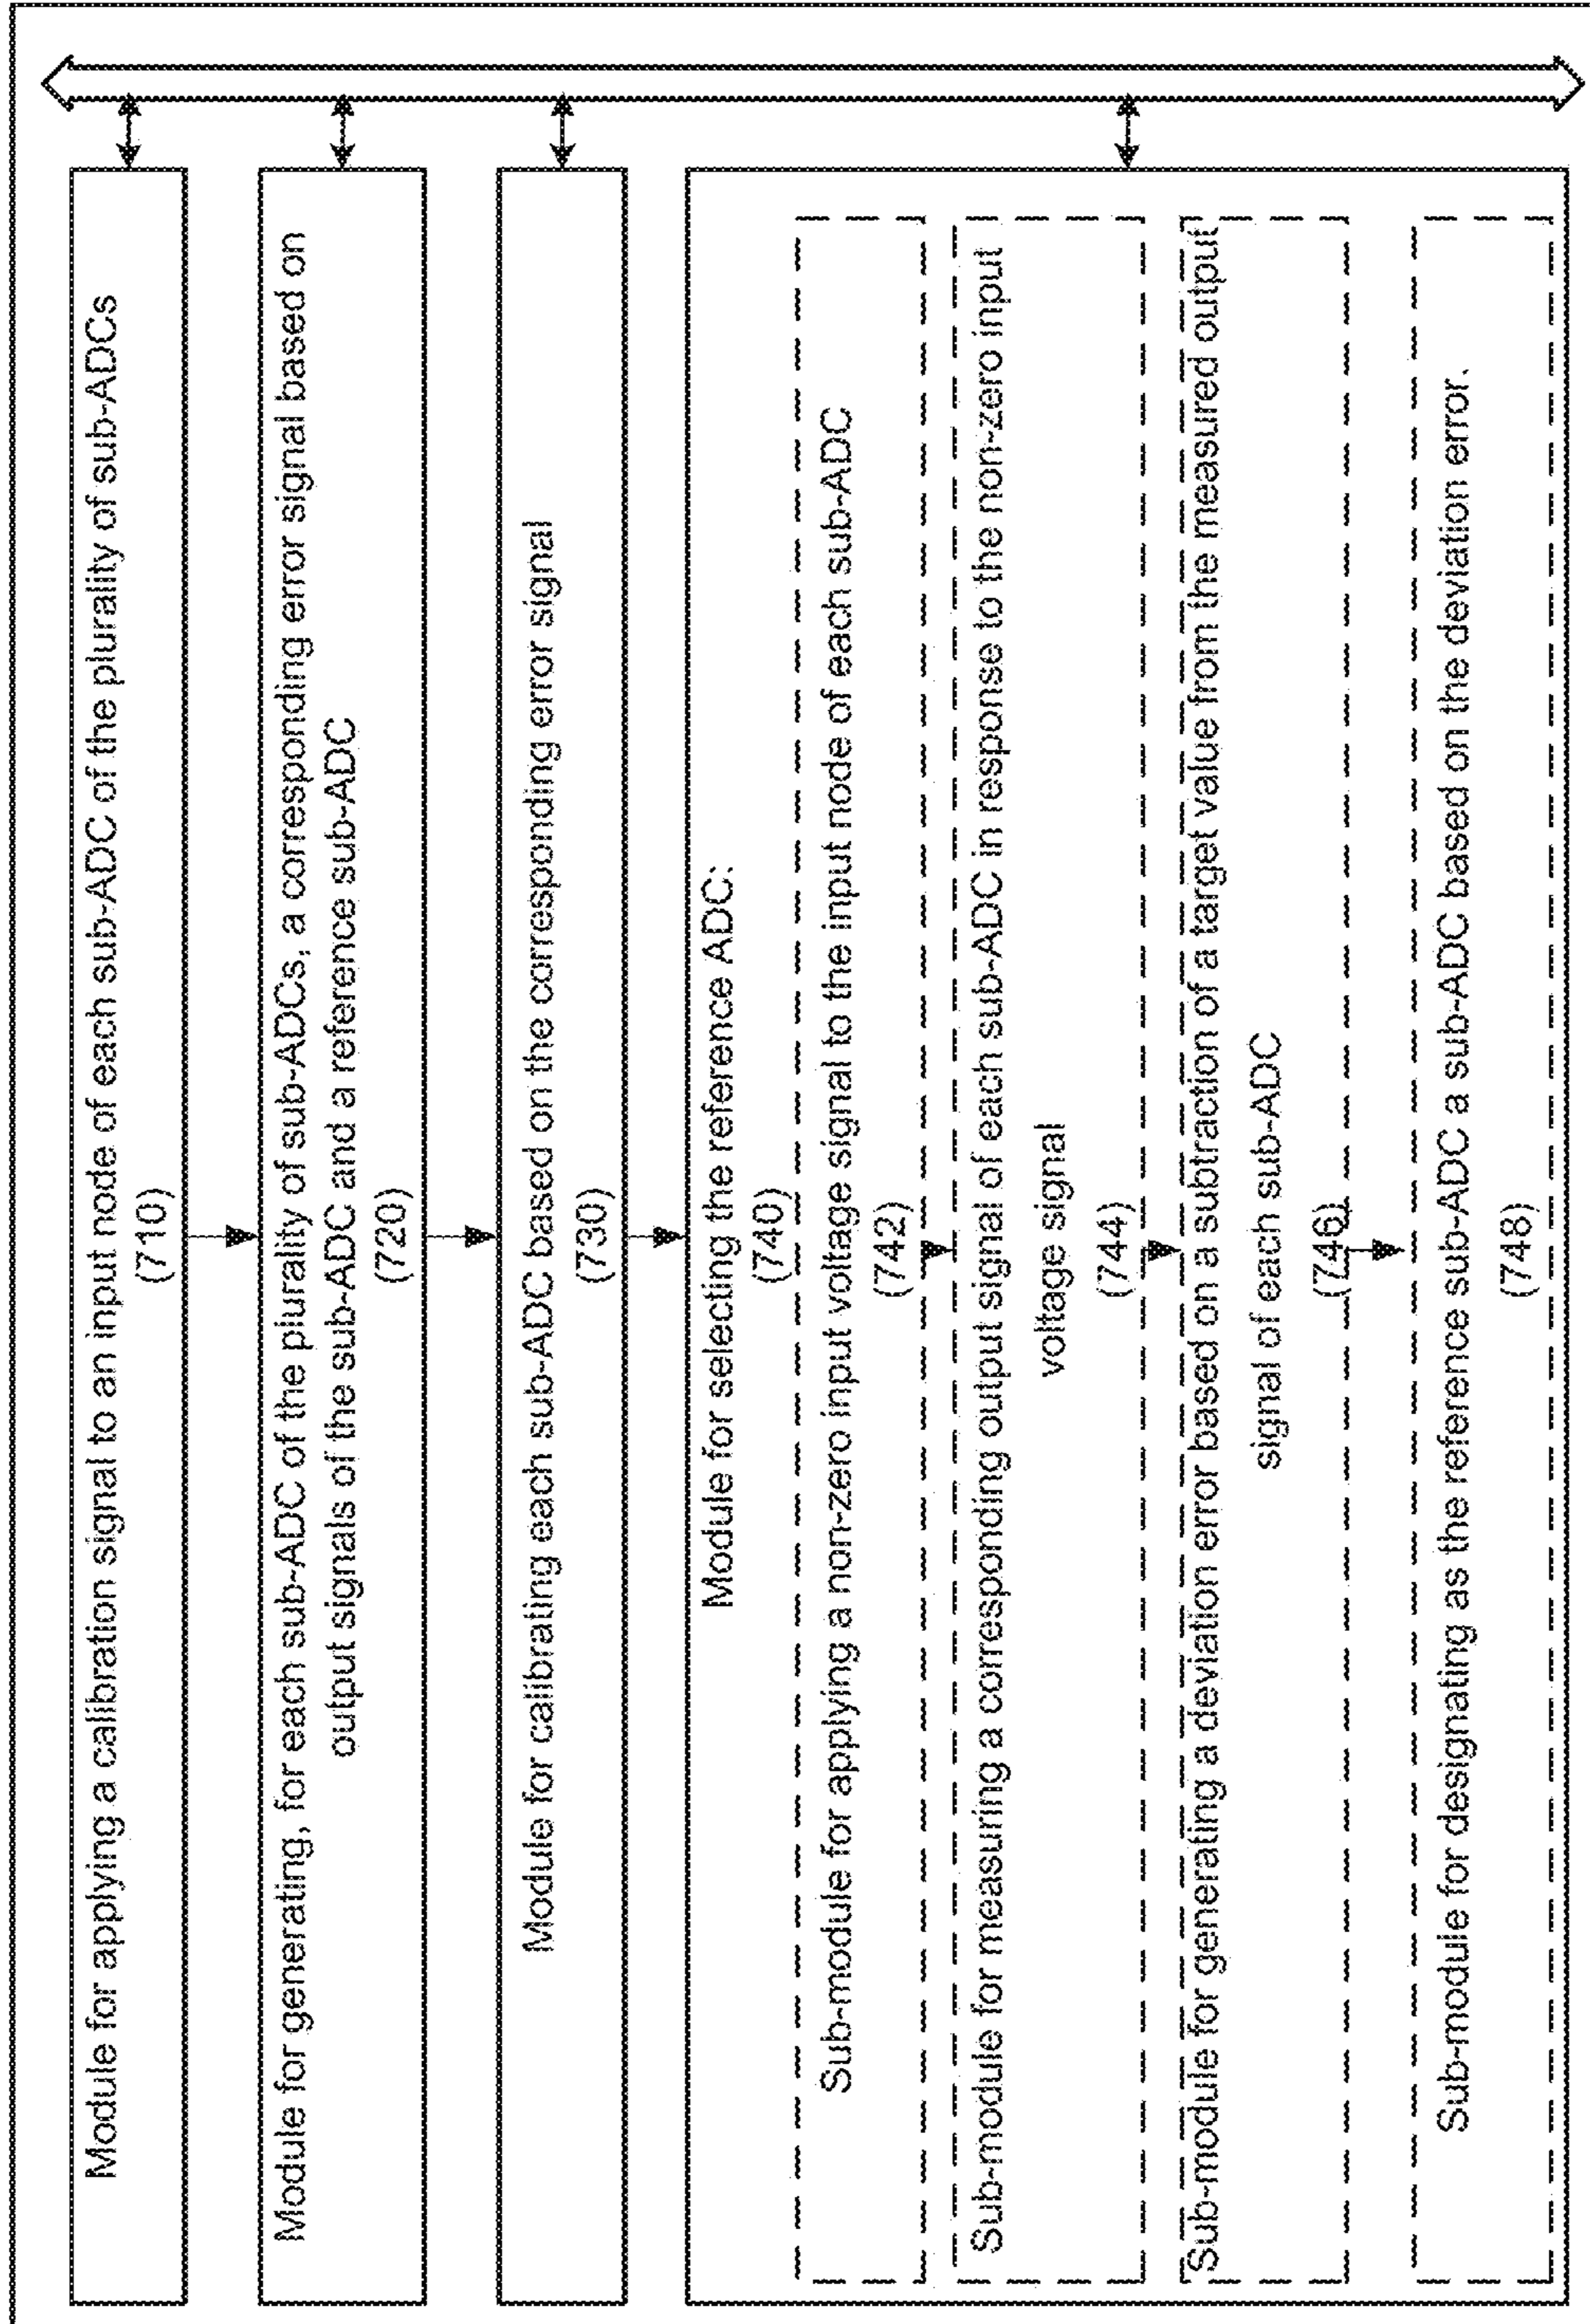 Module for applying a calibration signal to an input node of each sub-ADC of the plurality of sub-ADCs
(710)
Module for generating, for each sub-ADC of the plurality of sub-ADCs, a corresponding error signal based on
output signals of the sub-ADC and a reference sub-ADC
(720)
Module for calibrating each sub-ADC based on the corresponding error signal
(730)
Module for selecting the reference ADC:
(740)
Sub-module for applying a non-zero input voltage signal to the input node of each sub-ADC
(742)
Sub-module for measuring a corresponding output signal of each sub-ADC in response to the non-zero input
voltage signal
(744)
Sub-module for generating a deviation error based on a subtraction of a target value from the measured output
signal of each sub-ADC
(746)
Sub-module for designating as the reference sub-ADC a sub-ADC based on the deviation error.
(748)